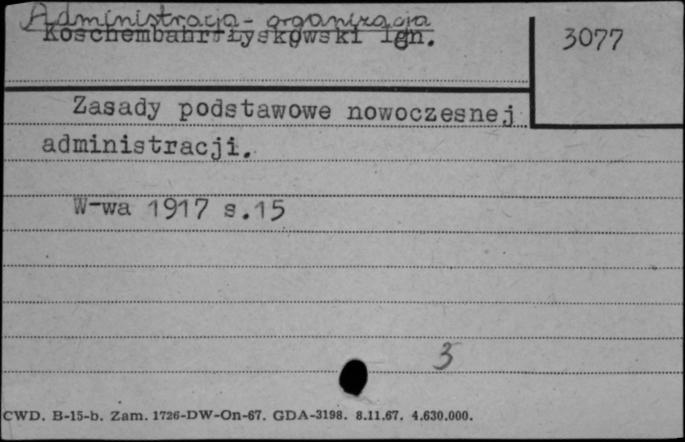 Administracja - organizacja
Koschembahr-Łyskowski Ign.
3077
Zasady podstawowe nowoczesnej
administracji.
W-wa 1917 s.15
3
CWD. B-15-b. Zam. 1726-DW-On-67. GDA-3198. 8.11.67. 4.630.000.